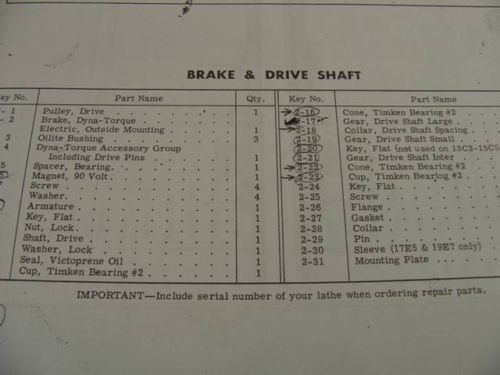 BRAKE & DRIVE SHAFT
Key No. Part Name Qty. Key No. Part Name
- 1 Pulley, Drive . . . . . . . 1 2-16 Cone, Timken Bearing #2
- 2 Brake, Dyna-Torque 2-17 Gear, Drive Shaft Large . . .
Electric, Outside Mounting 1 2-18 Collar, Drive Shaft Spacing . .
3 Oilite Bushing . . . . . . . 3 2-19 Gear, Drive Shaft Small . . .
4 Dyna-Torque Accessory Group 2-20 Key, Flat (not used on 13C3-15C5
Including Drive Pins . . . . 1 2-21 Gear, Drive Shaft Inter . . .
5 Spacer, Bearing. . . . . . . 1 2-22 Cone, Timken Bearing #2 . .
Magnet, 90 Volt . . . . . . . 1 2-23 Cup, Timken Bearing #2 . . .
Screw . . . . . . . . . 4 2-24 Key, Flat . . . . . . .
Washer. . . . . . . . . 4 2-25 Screw . . . . . . . .
Armature . . . . . . . . 1 2-26 Flange . . . . . . . .
Key, Flat . . . . . . . . 1 2-27 Gasket . . . . . . . .
Nut, Lock . . . . . . . . 1 2-28 Collar . . . . . . . .
Shaft, Drive . . . . . . . 1 2-29 Pin . . . . . . . . .
Washer, Lock . . . . . . . 1 2-30 Sleeve (17E5 & 19E7 only) . .
Seal, Victoprene Oil . . . . . 1 2-31 Mounting Plate . . . . .
Cup, Timken Bearing #2 . . . . 1
IMPORTANT—Include serial number of your lathe when ordering repair parts.